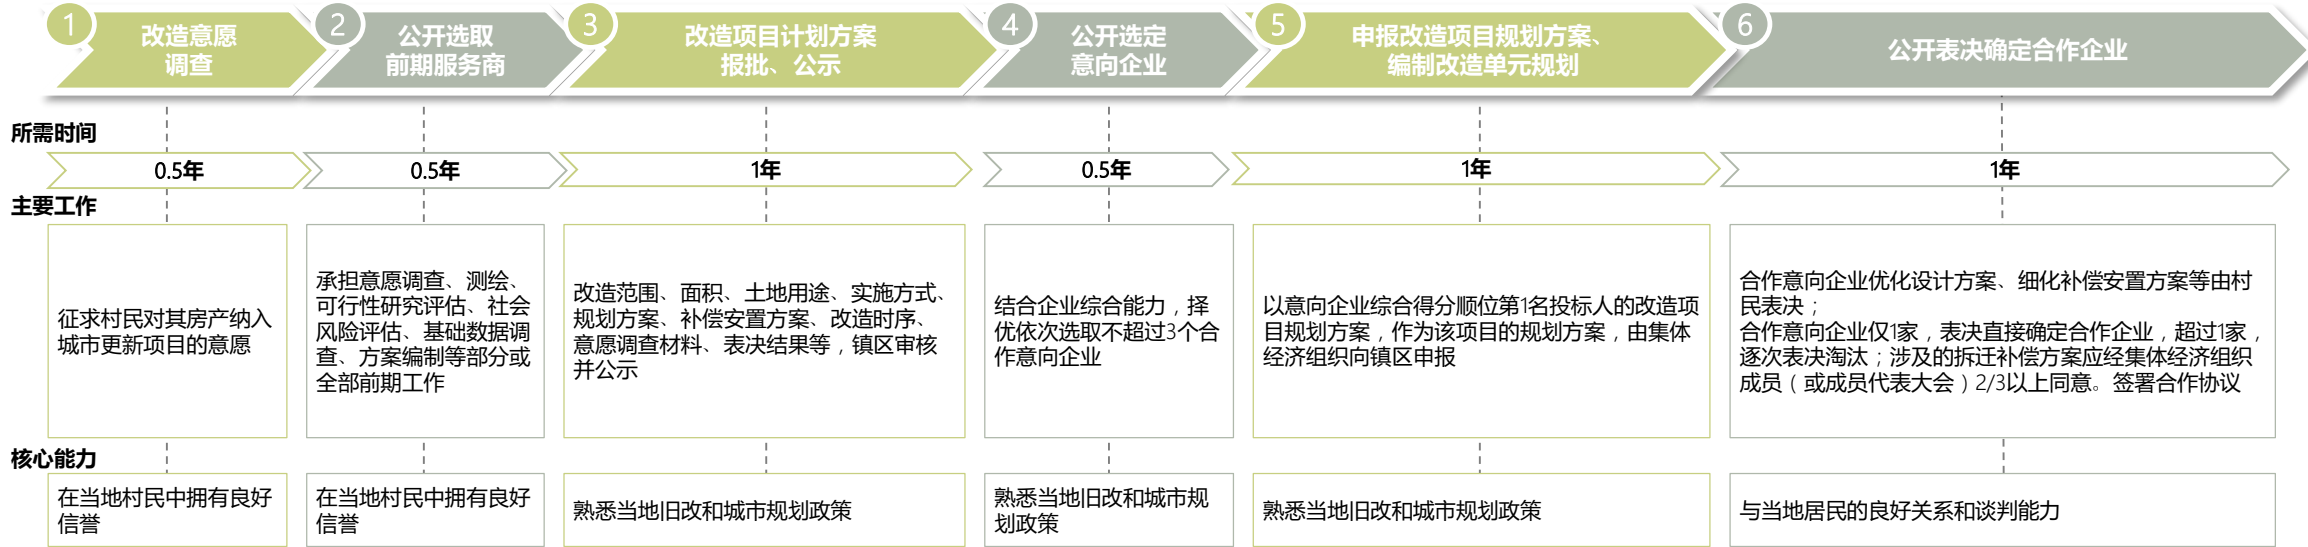 1
改造意愿
调查
2
公开选取
前期服务商
3
改造项目计划方案
报批、公示
4
公开选定
意向企业
5
申报改造项目规划方案、
编制改造单元规划
6
公开表决确定合作企业
所需时间
0.5年
0.5年
1年
0.5年
1年
1年
主要工作
征求村民对其房产纳入
城市更新项目的意愿
承担意愿调查、测绘、
可行性研究评估、社会
风险评估、基础数据调
查、方案编制等部分或
全部前期工作
改造范围、面积、土地用途、实施方式、
规划方案、补偿安置方案、改造时序、
意愿调查材料、表决结果等，镇区审核
并公示
结合企业综合能力，择
优依次选取不超过3个合
作意向企业
以意向企业综合得分顺位第1名投标人的改造项
目规划方案，作为该项目的规划方案，由集体
经济组织向镇区申报
合作意向企业优化设计方案、细化补偿安置方案等由村
民表决；
合作意向企业仅1家，表决直接确定合作企业，超过1家，
逐次表决淘汰；涉及的拆迁补偿方案应经集体经济组织
成员（或成员代表大会）2/3以上同意。签署合作协议
核心能力
在当地村民中拥有良好
信誉
在当地村民中拥有良好
信誉
熟悉当地旧改和城市规划政策
熟悉当地旧改和城市规
划政策
熟悉当地旧改和城市规划政策
与当地居民的良好关系和谈判能力